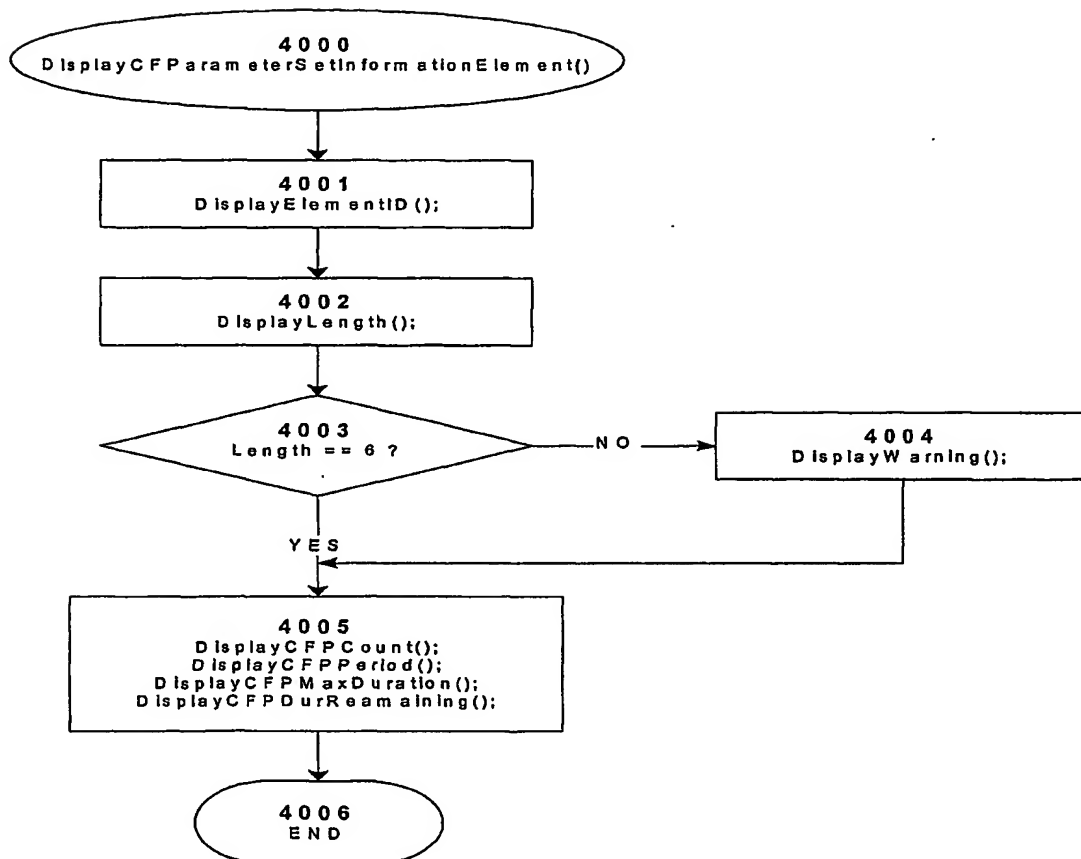 4000
DisplayCFParameterSetInformationElement()
4001
DisplayElementID();
4002
DisplayLength();
4003
Length == 6 ?
NO
4004
DisplayWarning();
YES
4005
DisplayCFPCount();
DisplayCFPPeriod();
DisplayCFPMaxDuration();
DisplayCFPDurReamaining();
4006
END